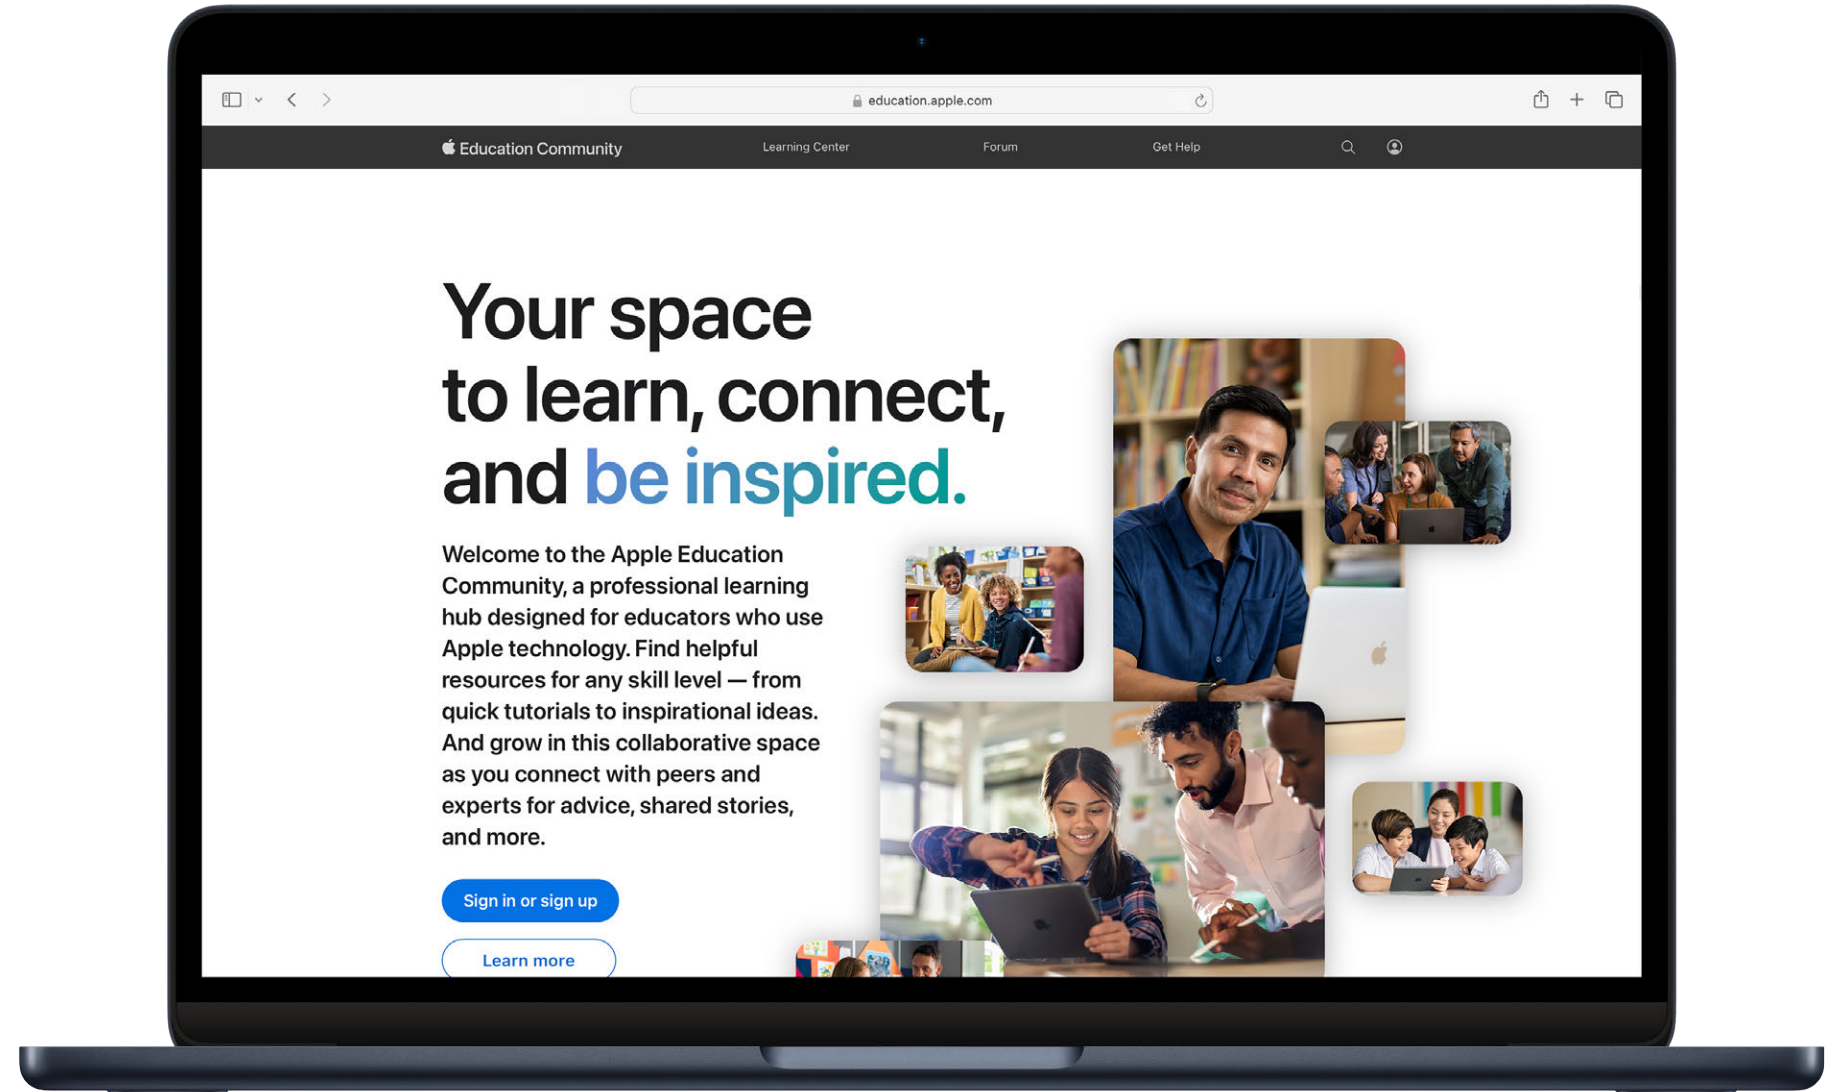 education.apple.com
Education Community
Learning Center
Forum
Get Help
Your space
to learn, connect,
and be inspired.
Welcome to the Apple Education
Community, a professional learning
hub designed for educators who use
Apple technology. Find helpful
resources for any skill level — from
quick tutorials to inspirational ideas.
And grow in this collaborative space
as you connect with peers and
experts for advice, shared stories,
and more.
Sign in or sign up
Learn more